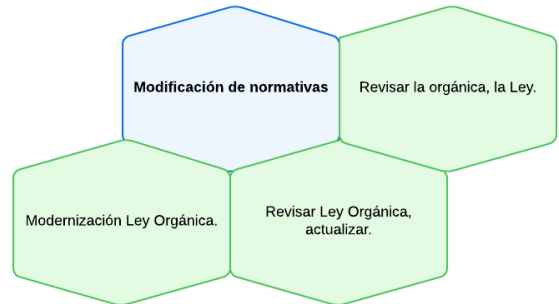 Modificación de normativas
Revisar la orgánica, la Ley.
Modernización Ley Orgánica.
Revisar Ley Orgánica,
actualizar.